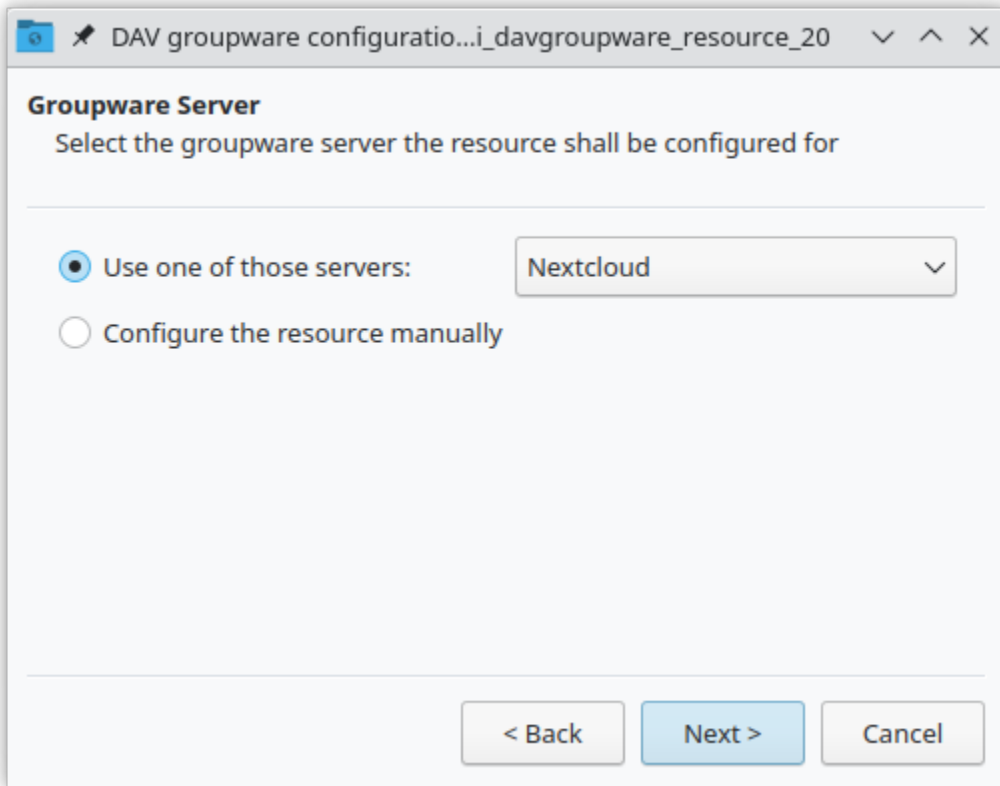 DAV groupware configuratio...i_davgroupware_resource_20
Groupware Server
Select the groupware server the resource shall be configured for
Use one of those servers: Nextcloud
Configure the resource manually
< Back Next > Cancel